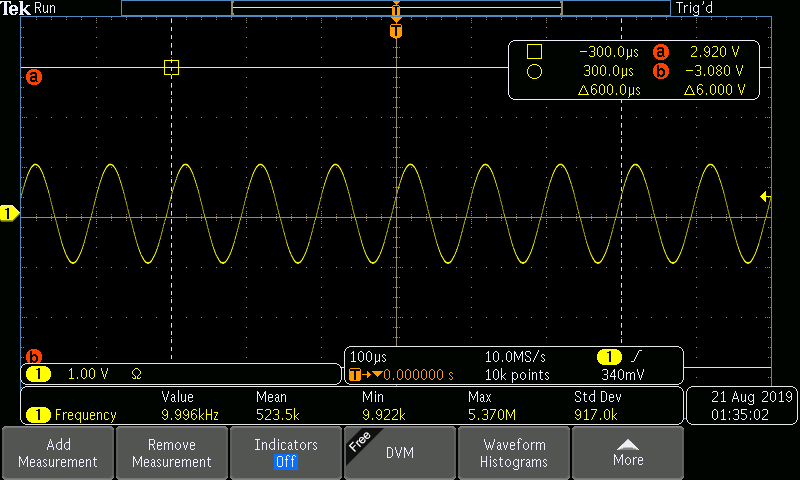 Tek Run Trig'd
T
T
−300.0µs a 2.920 V
300.0µs b −3.080 V
Δ600.0µs Δ6.000 V
a
1
b
1 1.00 V Ω
100µs 10.0MS/s 1
T→▼0.000000 s 10k points 340mV
Value Mean Min Max Std Dev
1 Frequency 9.996kHz 523.5k 9.922k 5.370M 917.0k
21 Aug 2019
01:35:02
Add
Measurement
Remove
Measurement
Indicators
Off
Free
DVM
Waveform
Histograms
More